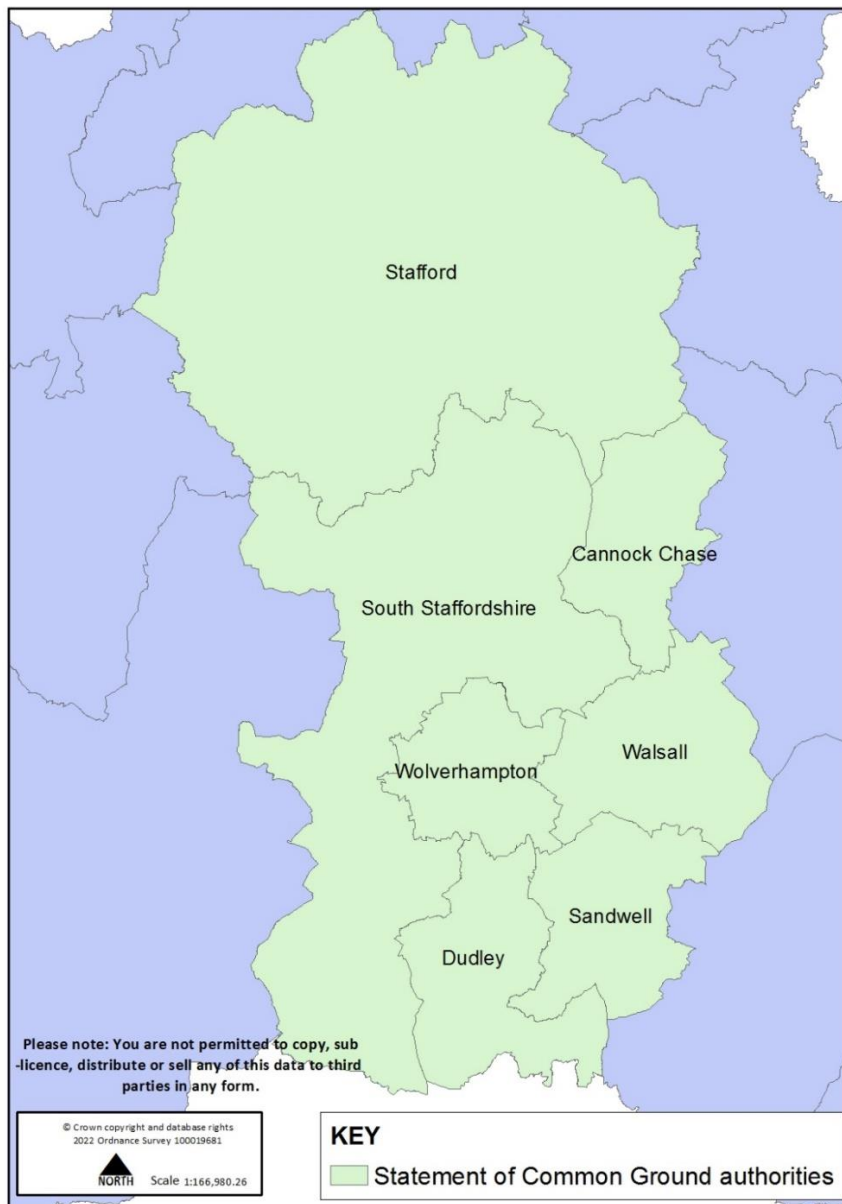 Stafford
Cannock Chase
South Staffordshire
Walsall
Wolverhampton
Sandwell
Dudley
Please note: You are not permitted to copy, sub
-licence, distribute or sell any of this data to third
parties in any form.
© Crown copyright and database rights
2022 Ordnance Survey 100019681
NORTH Scale 1:166,980.26
KEY
Statement of Common Ground authorities